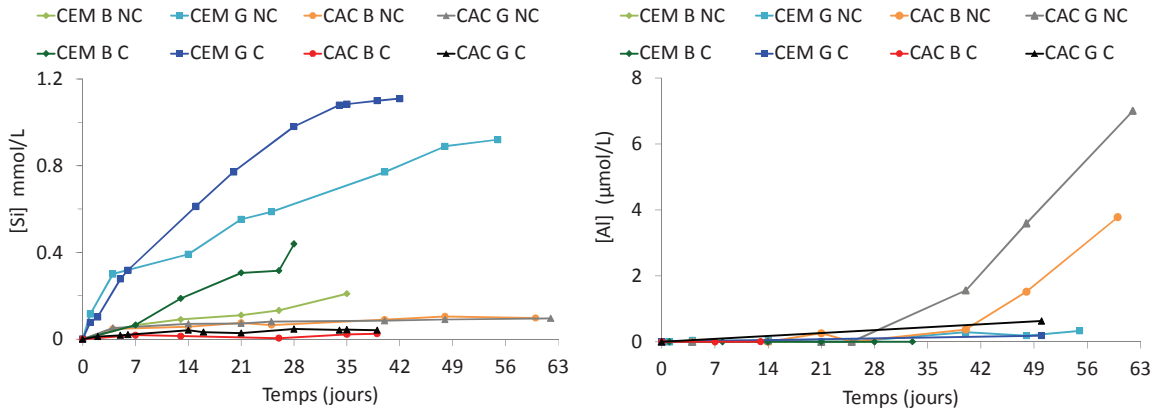 CEM B NC CEM G NC CAC B NC CAC G NC
CEM B C CEM G C CAC B C CAC G C
[Si] mmol/L
1.2
0.8
0.4
0
0 7 14 21 28 35 42 49 56 63
Temps (jours)
CEM B NC CEM G NC CAC B NC CAC G NC
CEM B C CEM G C CAC B C CAC G C
[Al] (µmol/L)
8
6
4
2
0
0 7 14 21 28 35 42 49 56 63
Temps (jours)